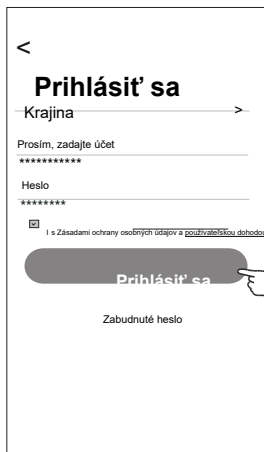 <
Prihlásiť sa
Krajina >
Prosím, zadajte účet
***********
Heslo
********
I s Zásadami ochrany osobných údajov a používateľskou dohodou
Prihlásiť sa
Zabudnuté heslo